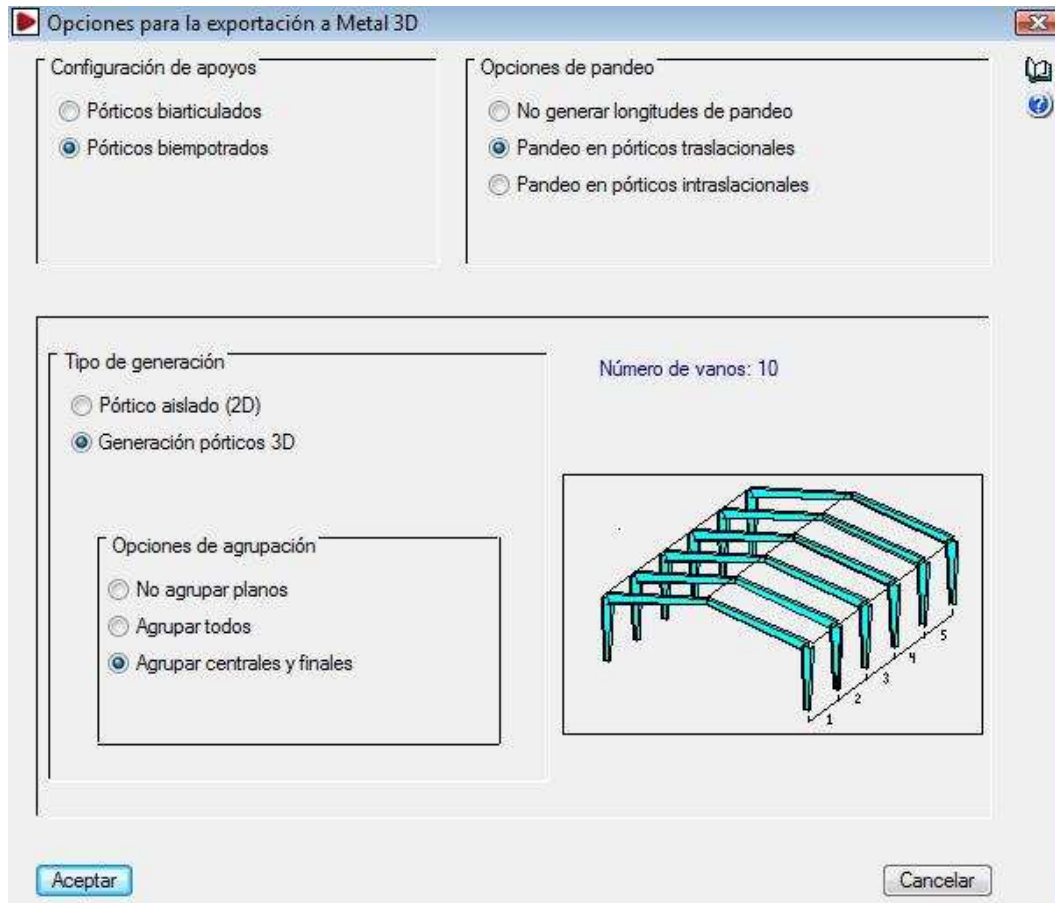 Opciones para la exportación a Metal 3D
Configuración de apoyos
Pórticos biarticulados
Pórticos biempotrados
Opciones de pandeo
No generar longitudes de pandeo
Pandeo en pórticos traslacionales
Pandeo en pórticos intraslacionales
Tipo de generación
Pórtico aislado (2D)
Generación pórticos 3D
Opciones de agrupación
No agrupar planos
Agrupar todos
Agrupar centrales y finales
Número de vanos: 10
1
2
3
4
5
Aceptar
Cancelar